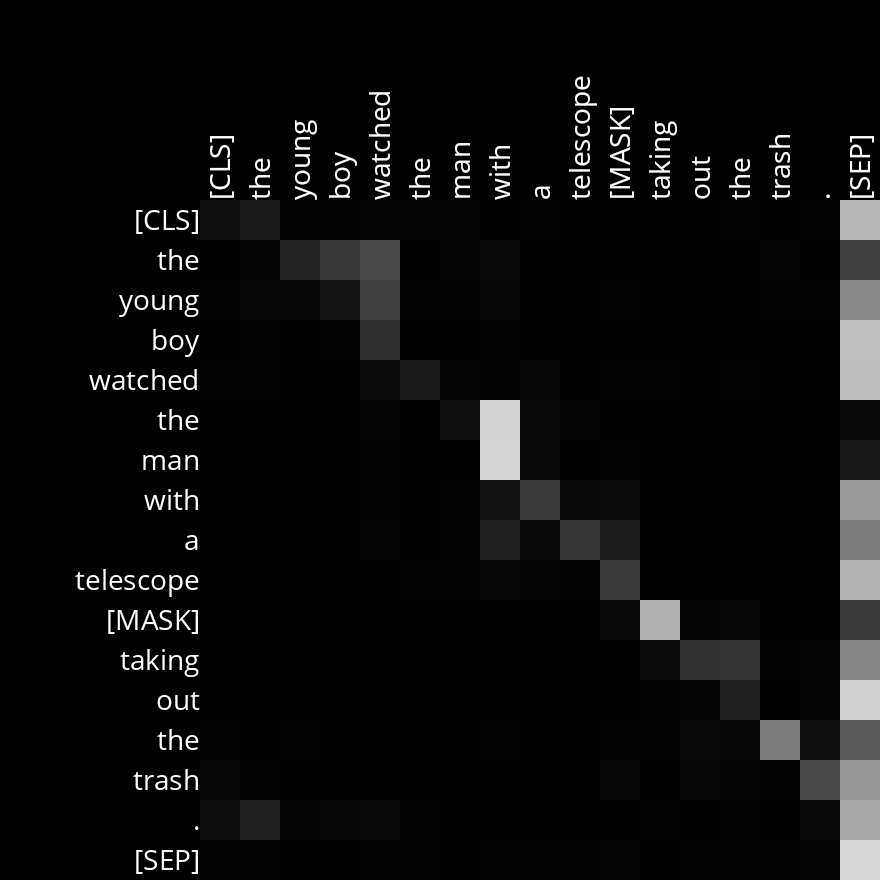 [CLS]
the
young
boy
watched
the
man
with
a
telescope
[MASK]
taking
out
the
trash
.
[SEP]
[CLS]
the
young
boy
watched
the
man
with
a
telescope
[MASK]
taking
out
the
trash
.
[SEP]